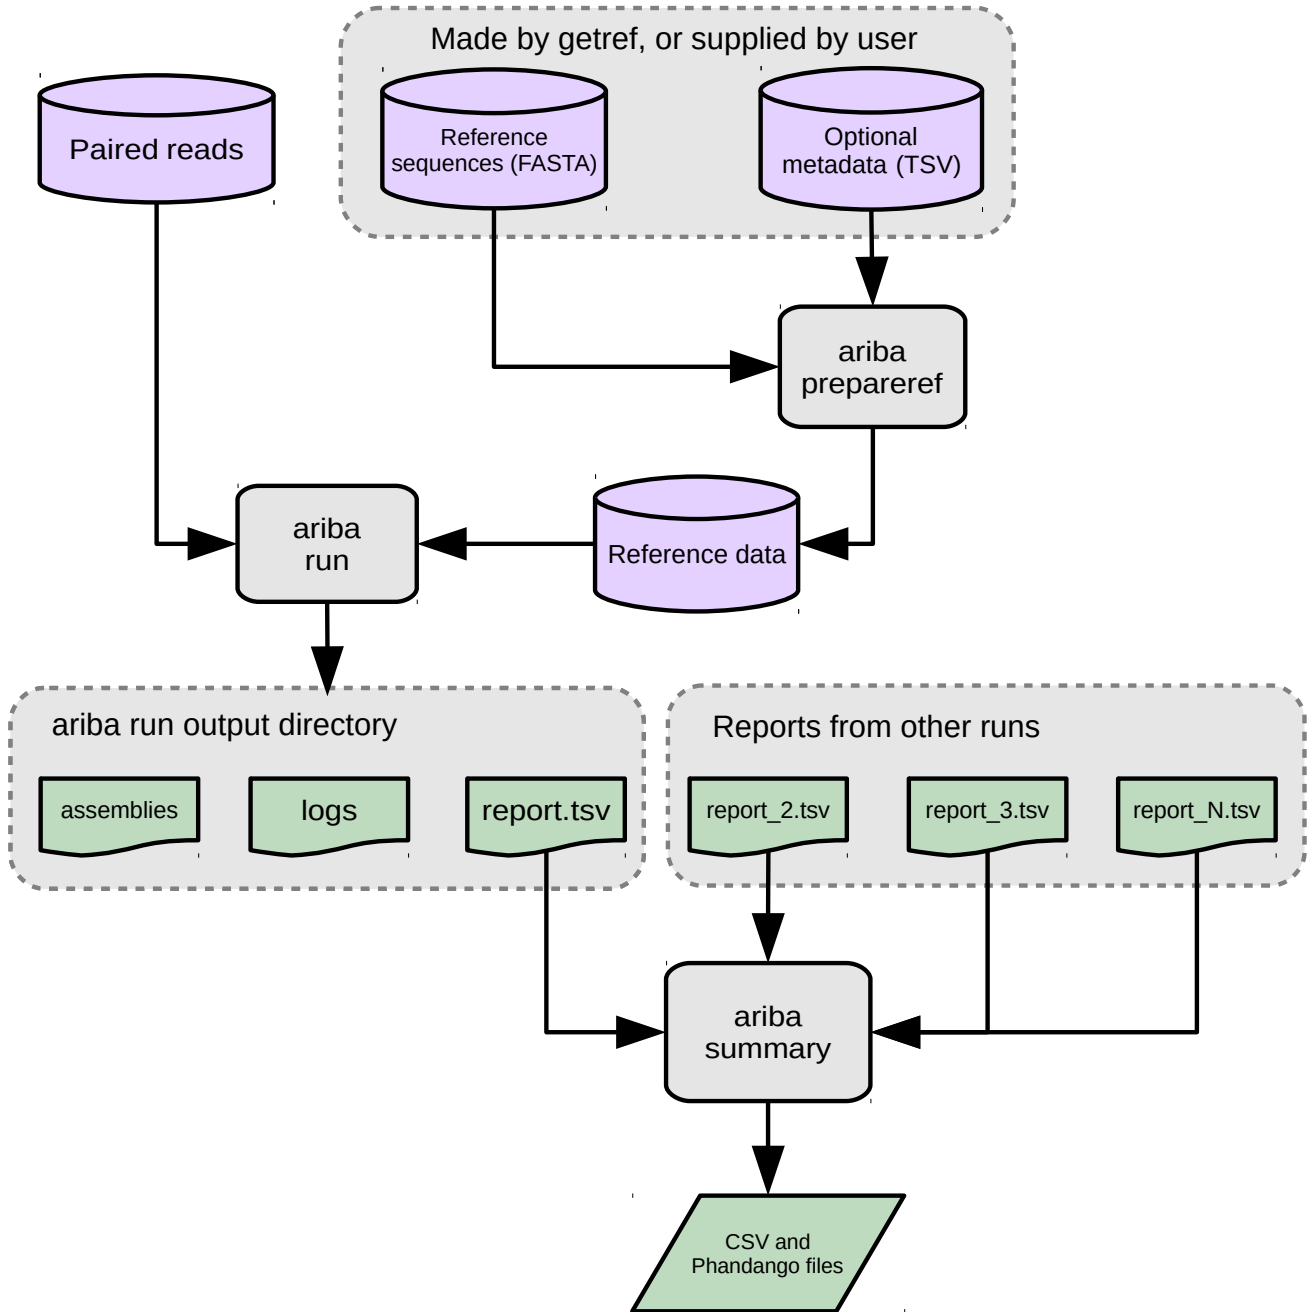 Made by getref, or supplied by user
Paired reads
Reference
sequences (FASTA)
Optional
metadata (TSV)
ariba
prepareref
ariba
run
Reference data
ariba run output directory
assemblies
logs
report.tsv
Reports from other runs
report_2.tsv
report_3.tsv
report_N.tsv
ariba
summary
CSV and
Phandango files